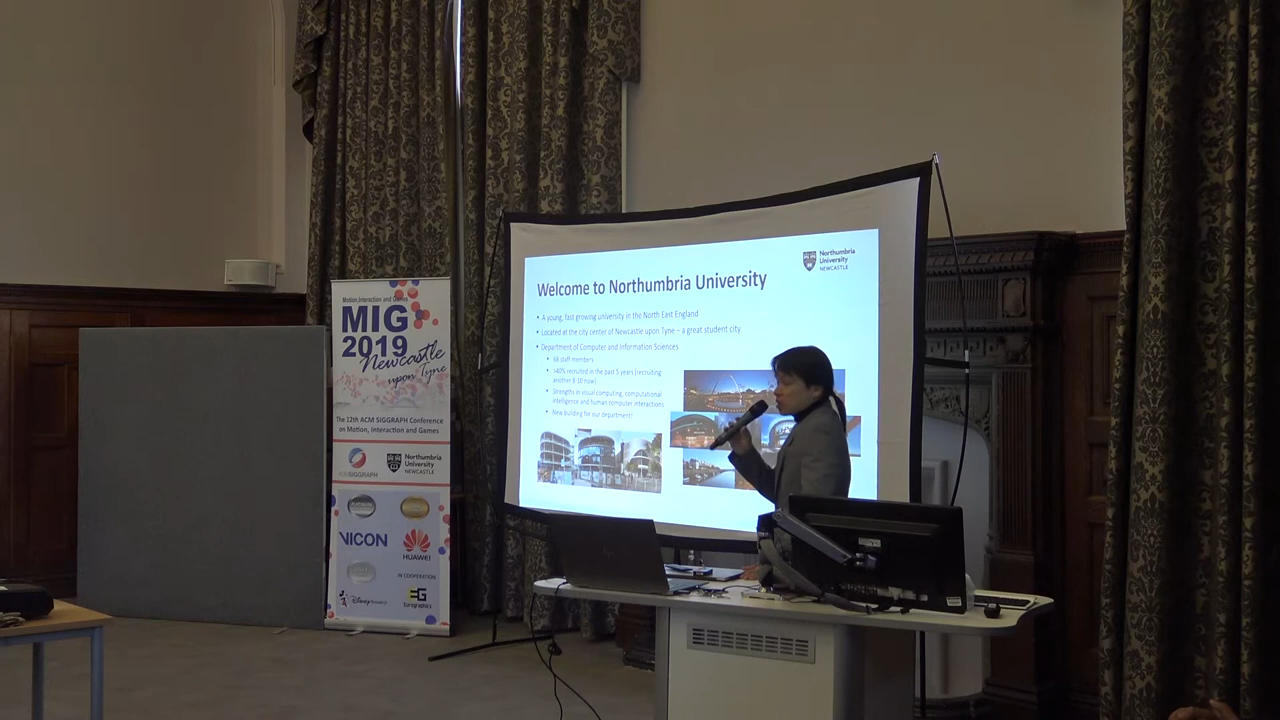 Motion, Interaction and Games
MIG
2019
Newcastle
upon Tyne
The 12th ACM SIGGRAPH Conference
on Motion, Interaction and Games
SIGGRAPH
Northumbria
University
NEWCASTLE
VICON
HUAWEI
IN COOPERATION
Disney Research
EG
Eurographics
Northumbria
University
NEWCASTLE
Welcome to Northumbria University
• A young, fast growing university in the North East England
• Located at the city center of Newcastle upon Tyne – a great student city
• Department of Computer and Information Sciences
• 68 staff members
• >40% recruited in the past 5 years (recruiting
another 8-10 now)
• Strengths in visual computing, computational
intelligence and human computer interactions
• New building for our department!